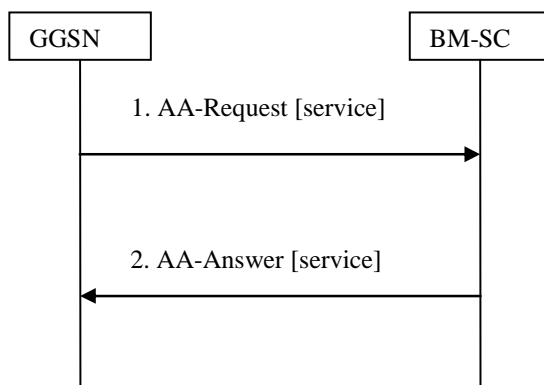 GGSN
BM-SC
1. AA-Request [service]
2. AA-Answer [service]